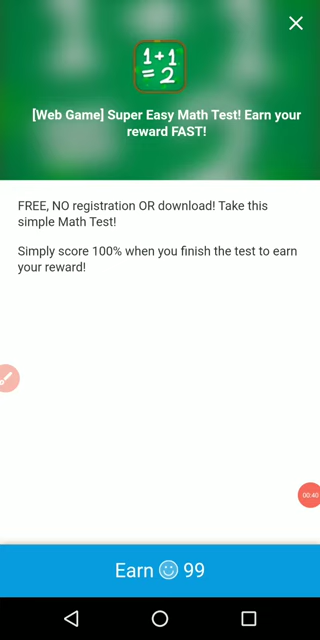 1+1
=2
[Web Game] Super Easy Math Test! Earn your
reward FAST!
FREE, NO registration OR download! Take this
simple Math Test!
Simply score 100% when you finish the test to earn
your reward!
00:40
Earn 99